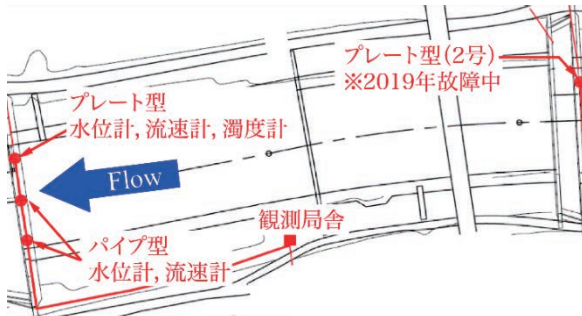 プレート型(2号)
※2019年故障中
プレート型
水位計, 流速計, 濁度計
Flow
観測局舎
パイプ型
水位計, 流速計